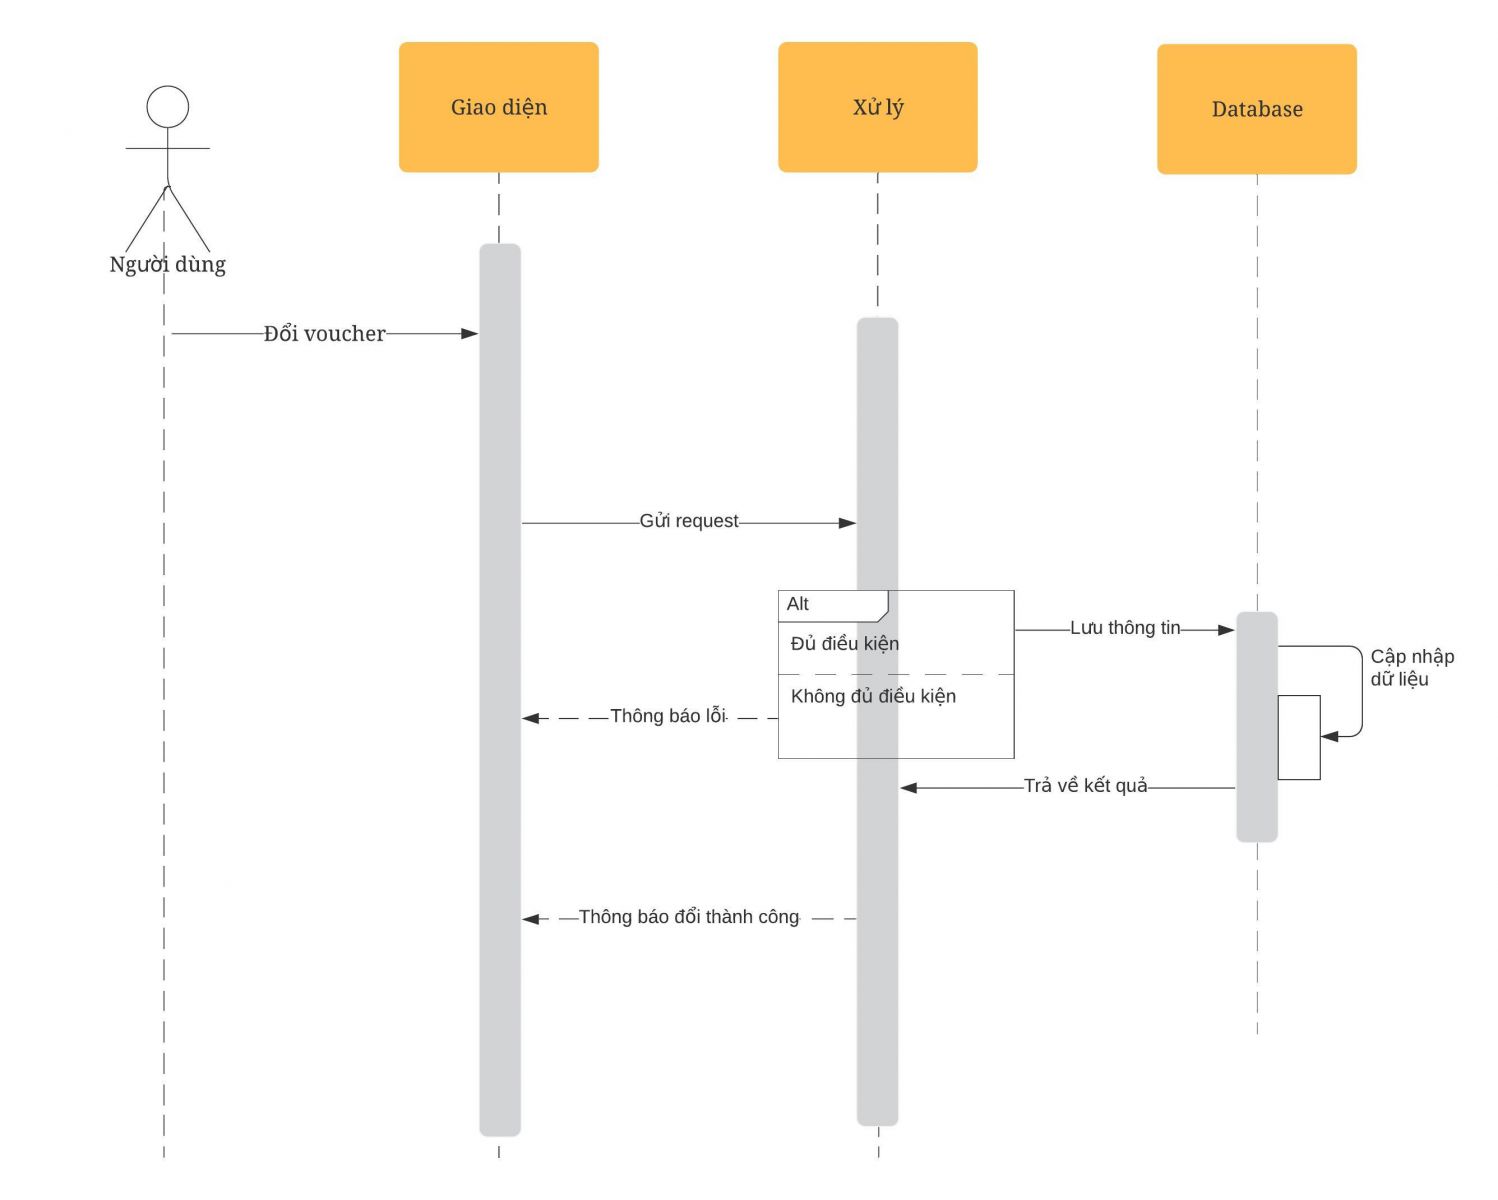 Giao diện
Xử lý
Database
Người dùng
Đổi voucher
Gửi request
Alt
Đủ điều kiện
Lưu thông tin
Cập nhập
dữ liệu
Không đủ điều kiện
Thông báo lỗi
Trả về kết quả
Thông báo đổi thành công